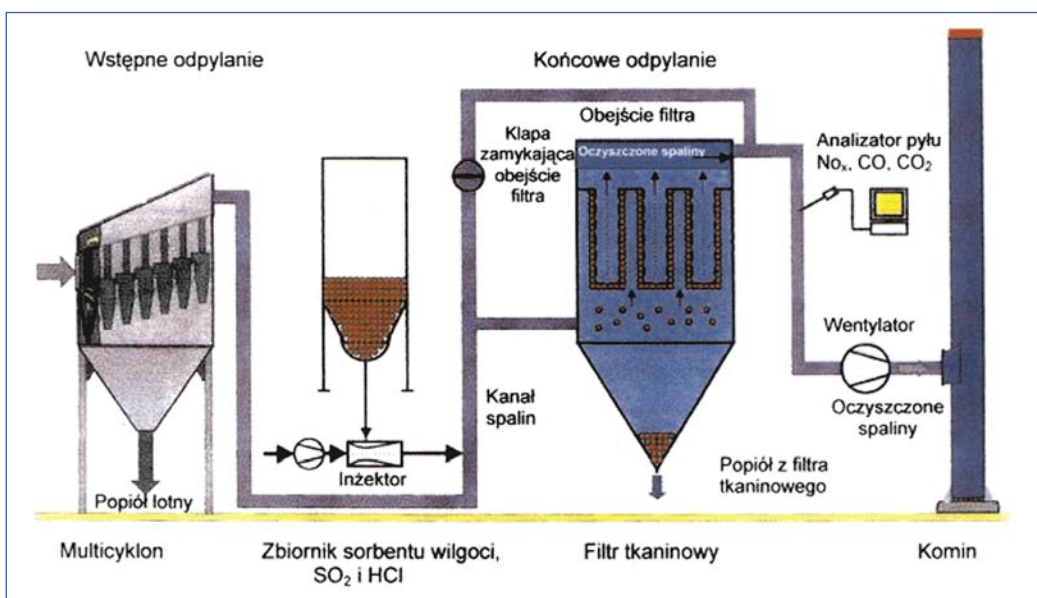 Wstępne odpylanie
Końcowe odpylanie
Obejście filtra
Klapa
zamykająca
obejście
filtra
Oczyszczone spaliny
Analizator pyłu
Noₓ, CO, CO₂
Wentylator
Oczyszczone
spaliny
Kanał
spalin
Inżektor
Popiół lotny
Popiół z filtra
tkaninowego
Multicyklon
Zbiornik sorbentu wilgoci,
SO₂ i HCl
Filtr tkaninowy
Komin